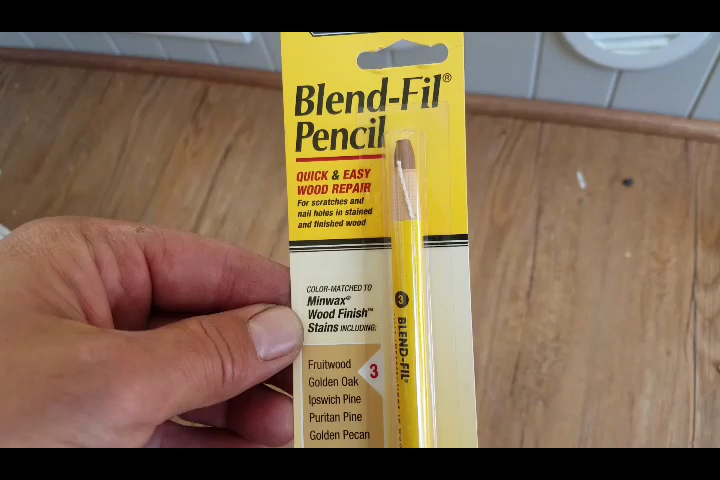 Blend-Fil®
Pencil
QUICK & EASY
WOOD REPAIR
For scratches and
nail holes in stained
and finished wood
COLOR-MATCHED TO
Minwax®
Wood Finish™
Stains INCLUDING:
Fruitwood
Golden Oak
Ipswich Pine
Puritan Pine
Golden Pecan
3
3 BLEND-FIL®